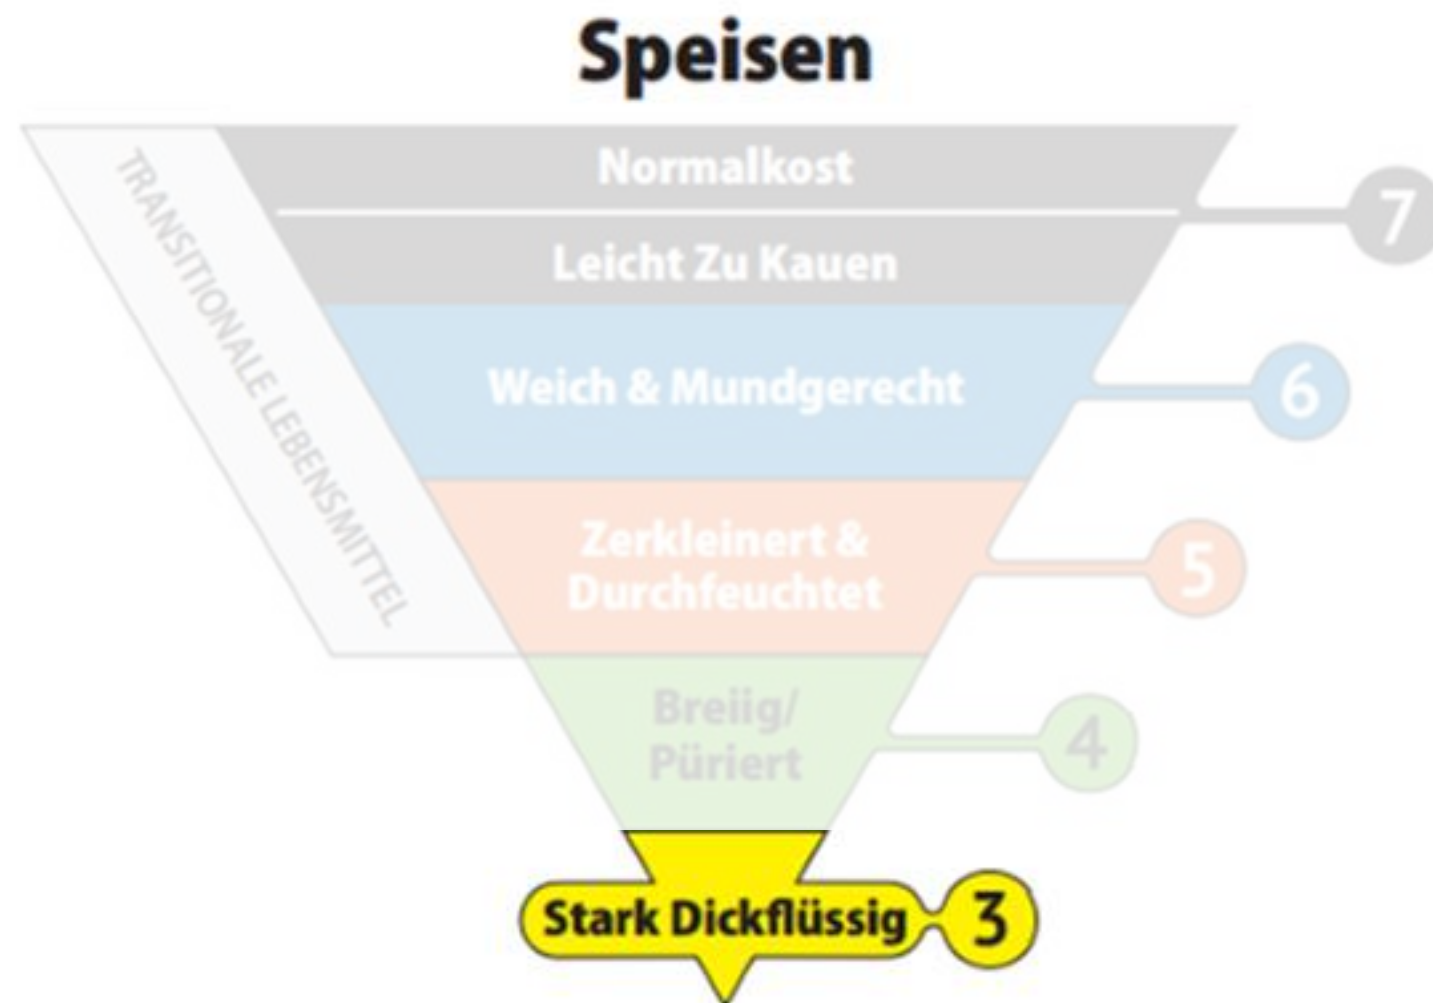 Speisen
TRANSITIONALE LEBENSMITTEL
Normalkost
7
Leicht Zu Kauen
Weich & Mundgerecht
6
Zerkleinert &
Durchfeuchtet
5
Breiig/
Püriert
4
Stark Dickflüssig
3